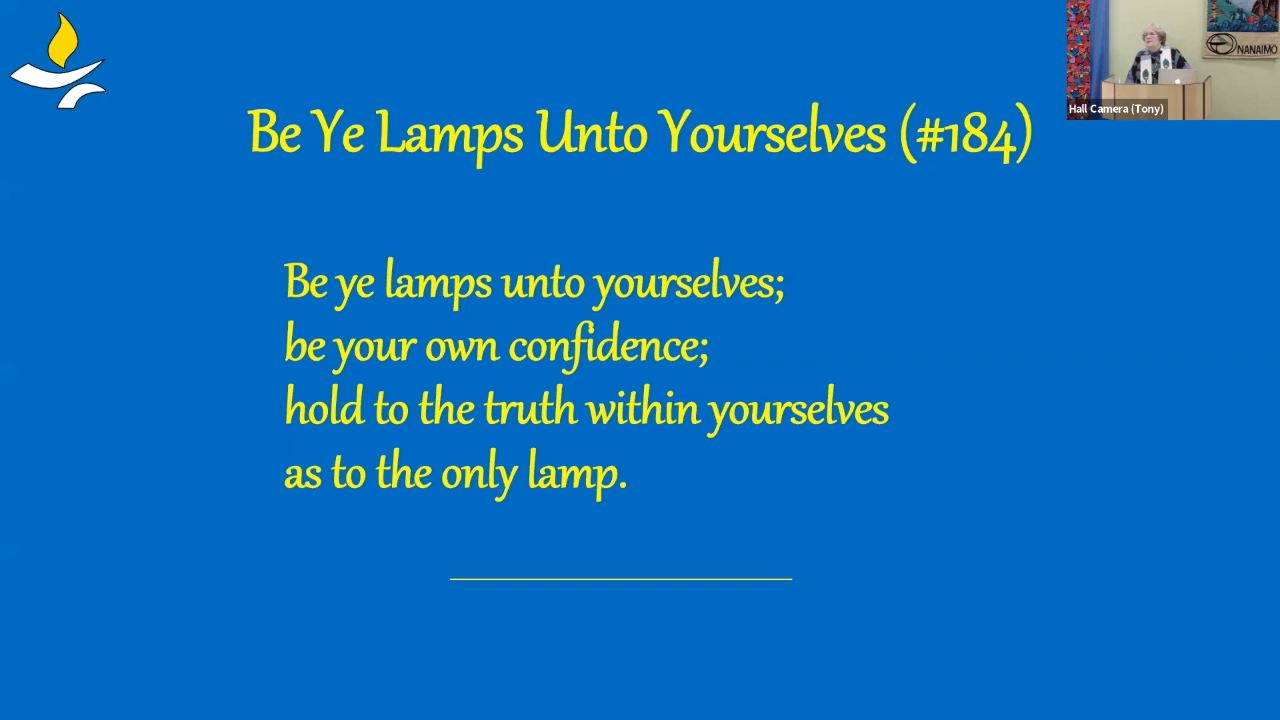 Be Ye Lamps Unto Yourselves (#184)
NANAIMO
Hall Camera (Tony)
Be ye lamps unto yourselves;
be your own confidence;
hold to the truth within yourselves
as to the only lamp.